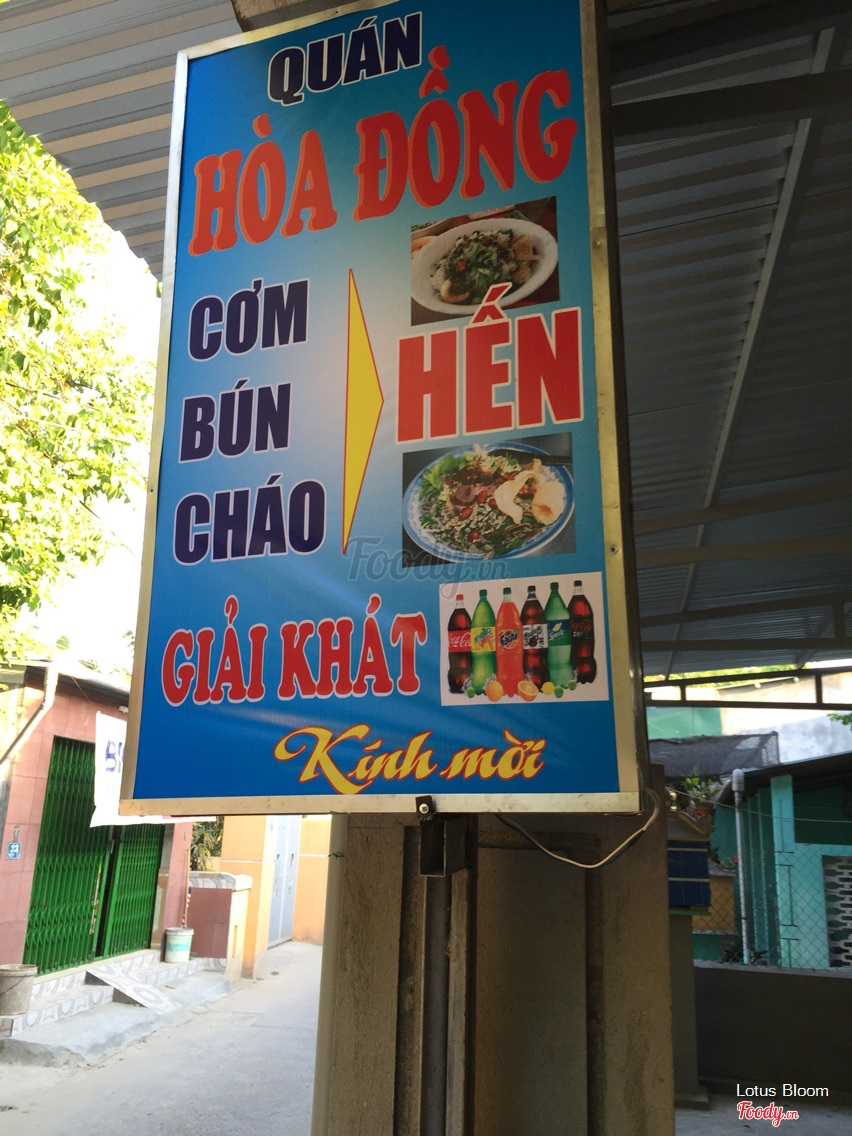 QUÁN
HÒA ĐỒNG
CƠM
BÚN
CHÁO
HẾN
GIẢI KHÁT
Kính mời
Foody.vn
Lotus Bloom
Foody.vn